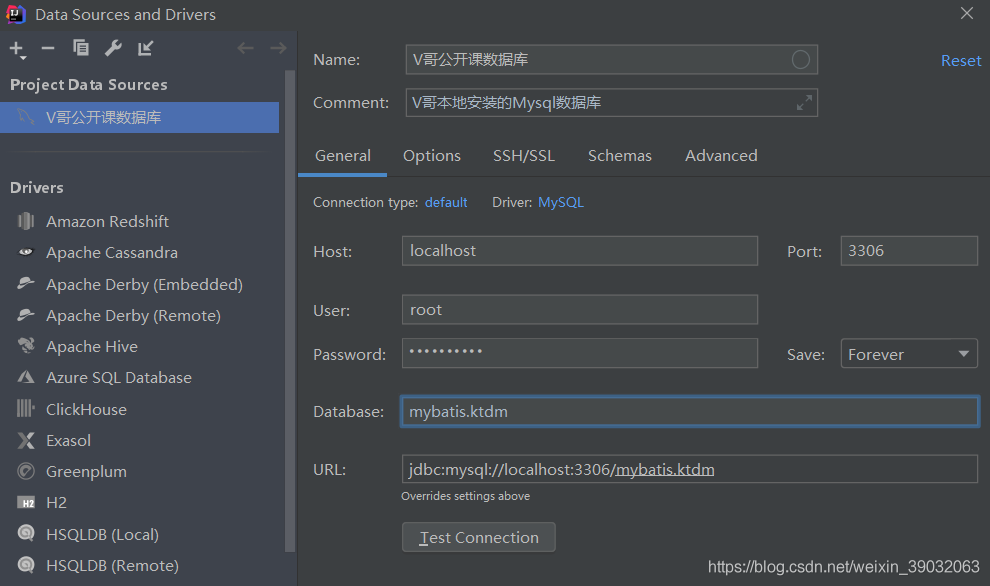 Data Sources and Drivers
Project Data Sources
V哥公开课数据库
Drivers
Amazon Redshift
Apache Cassandra
Apache Derby (Embedded)
Apache Derby (Remote)
Apache Hive
Azure SQL Database
ClickHouse
Exasol
Greenplum
H2
HSQLDB (Local)
HSQLDB (Remote)
Name: V哥公开课数据库 Reset
Comment: V哥本地安装的Mysql数据库
General Options SSH/SSL Schemas Advanced
Connection type: default Driver: MySQL
Host: localhost Port: 3306
User: root
Password: •••••••••• Save: Forever
Database: mybatis.ktdm
URL: jdbc:mysql://localhost:3306/mybatis.ktdm
Overrides settings above
Test Connection
https://blog.csdn.net/weixin_39032063